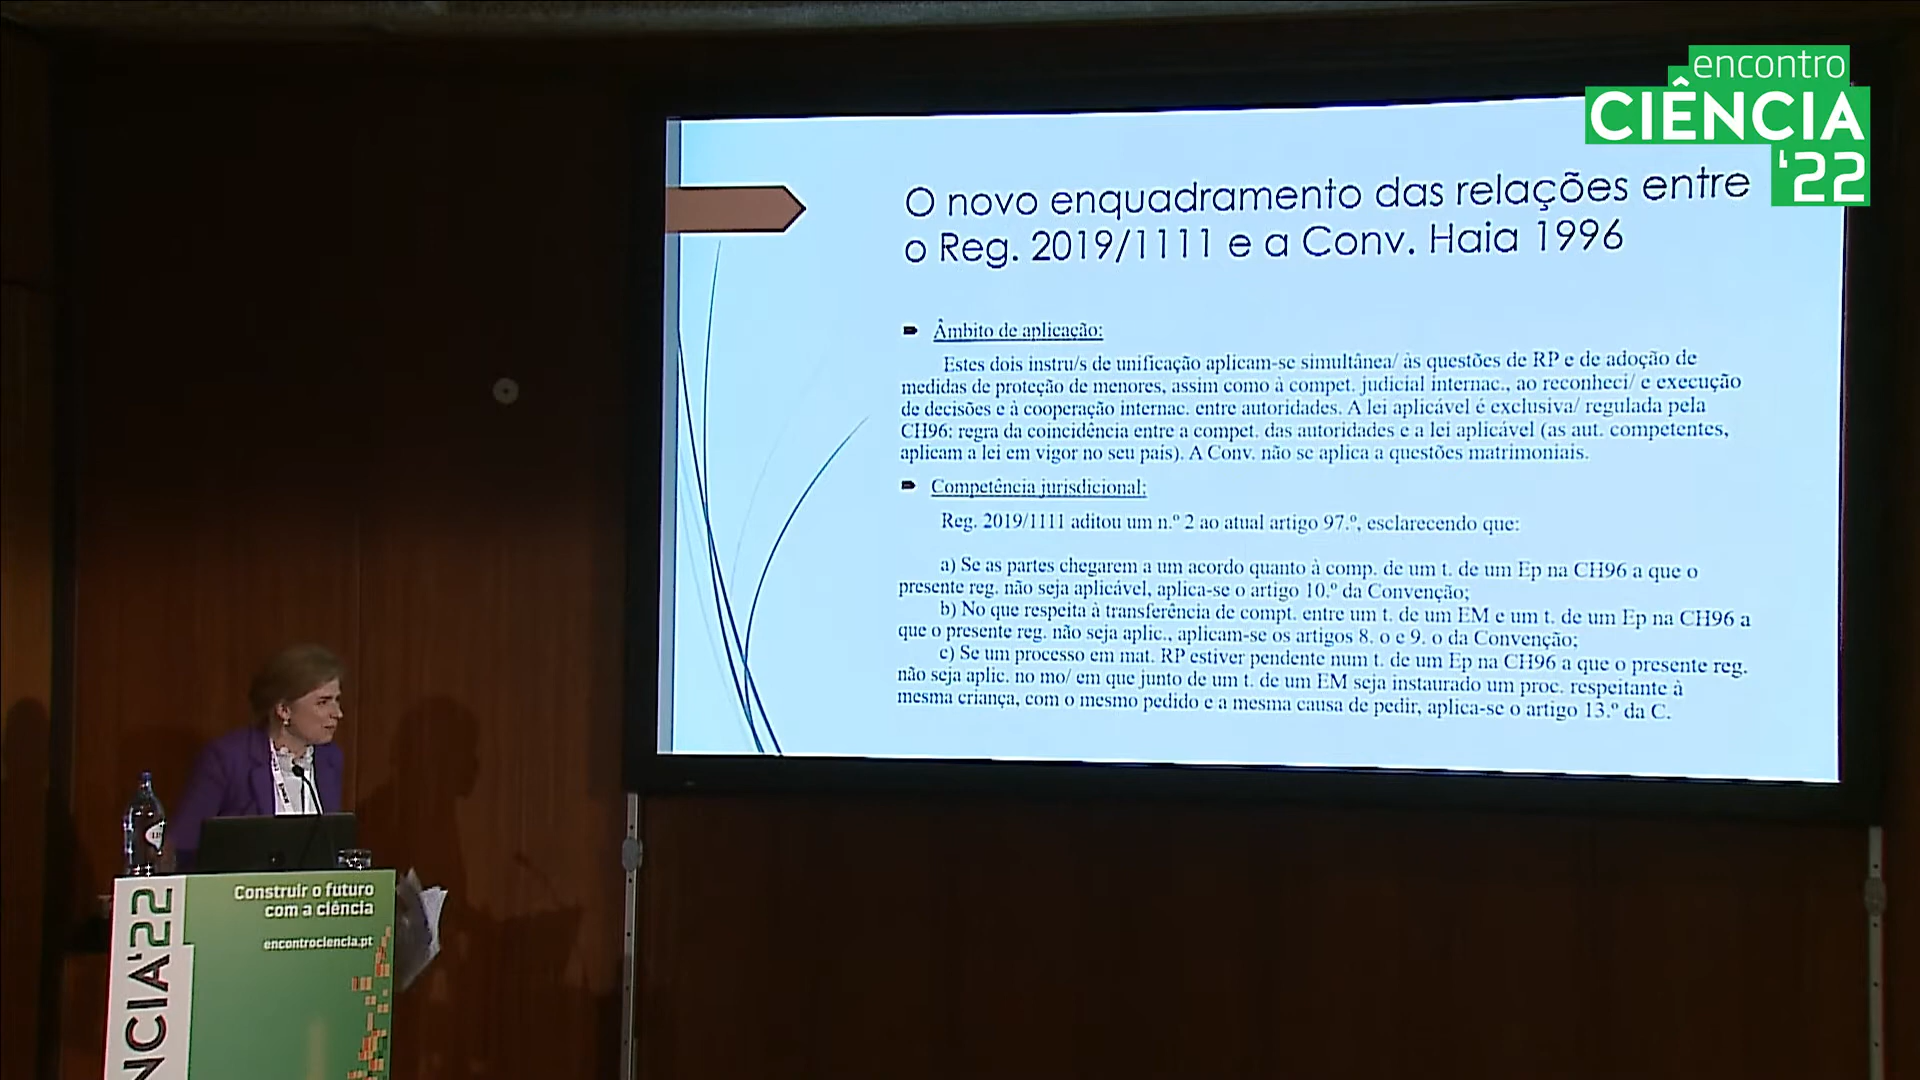 encontro
CIÊNCIA
'22
O novo enquadramento das relações entre
o Reg. 2019/1111 e a Conv. Haia 1996
Âmbito de aplicação:
Estes dois instru/s de unificação aplicam-se simultânea/ às questões de RP e de adoção de
medidas de proteção de menores, assim como à compet. judicial internac., ao reconheci/ e execução
de decisões e à cooperação internac. entre autoridades. A lei aplicável é exclusiva/ regulada pela
CH96: regra da coincidência entre a compet. das autoridades e a lei aplicável (as aut. competentes,
aplicam a lei em vigor no seu país). A Conv. não se aplica a questões matrimoniais.
Competência jurisdicional:
Reg. 2019/1111 aditou um n.º 2 ao atual artigo 97.º, esclarecendo que:
a) Se as partes chegarem a um acordo quanto à comp. de um t. de um Ep na CH96 a que o
presente reg. não seja aplicável, aplica-se o artigo 10.º da Convenção;
b) No que respeita à transferência de compt. entre um t. de um EM e um t. de um Ep na CH96 a
que o presente reg. não seja aplic., aplicam-se os artigos 8. o e 9. o da Convenção;
c) Se um processo em mat. RP estiver pendente num t. de um Ep na CH96 a que o presente reg.
não seja aplic. no mo/ em que junto de um t. de um EM seja instaurado um proc. respeitante à
mesma criança, com o mesmo pedido e a mesma causa de pedir, aplica-se o artigo 13.º da C.
Construir o futuro
com a ciência
encontrociencia.pt
NCIA'22